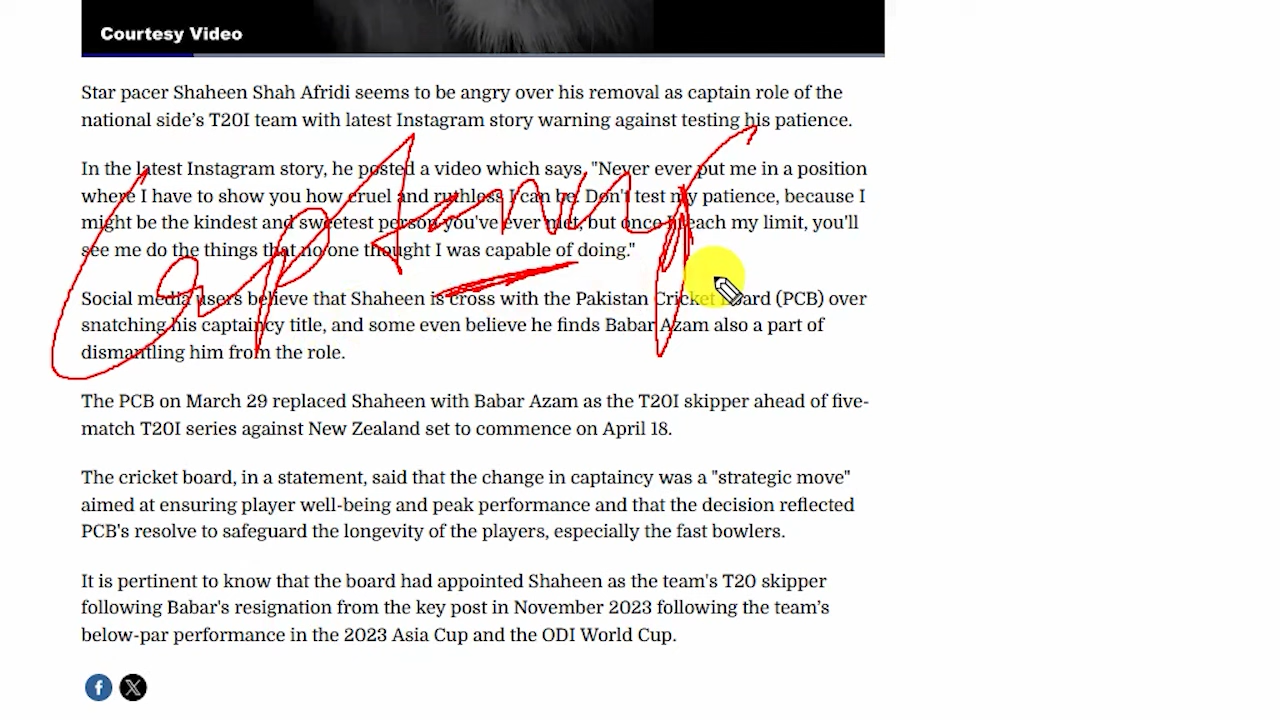 Courtesy Video
Star pacer Shaheen Shah Afridi seems to be angry over his removal as captain role of the
national side's T20I team with latest Instagram story warning against testing his patience.
In the latest Instagram story, he posted a video which says, "Never ever put me in a position
where I have to show you how cruel and ruthless I can be. Don't test my patience, because I
might be the kindest and sweetest person you've ever met, but once I reach my limit, you'll
see me do the things that no one thought I was capable of doing."
Social media users believe that Shaheen is cross with the Pakistan Cricket Board (PCB) over
snatching his captaincy title, and some even believe he finds Babar Azam also a part of
dismantling him from the role.
The PCB on March 29 replaced Shaheen with Babar Azam as the T20I skipper ahead of five-
match T20I series against New Zealand set to commence on April 18.
The cricket board, in a statement, said that the change in captaincy was a "strategic move"
aimed at ensuring player well-being and peak performance and that the decision reflected
PCB's resolve to safeguard the longevity of the players, especially the fast bowlers.
It is pertinent to know that the board had appointed Shaheen as the team's T20 skipper
following Babar's resignation from the key post in November 2023 following the team's
below-par performance in the 2023 Asia Cup and the ODI World Cup.